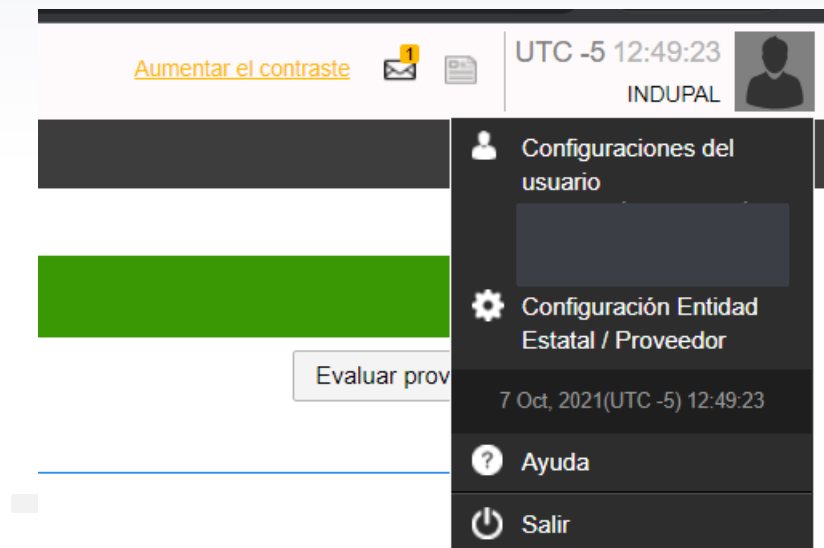 Aumentar el contraste
1
UTC -5 12:49:23
INDUPAL
Configuraciones del
usuario
Configuración Entidad
Estatal / Proveedor
Evaluar prov
7 Oct, 2021(UTC -5) 12:49:23
Ayuda
Salir